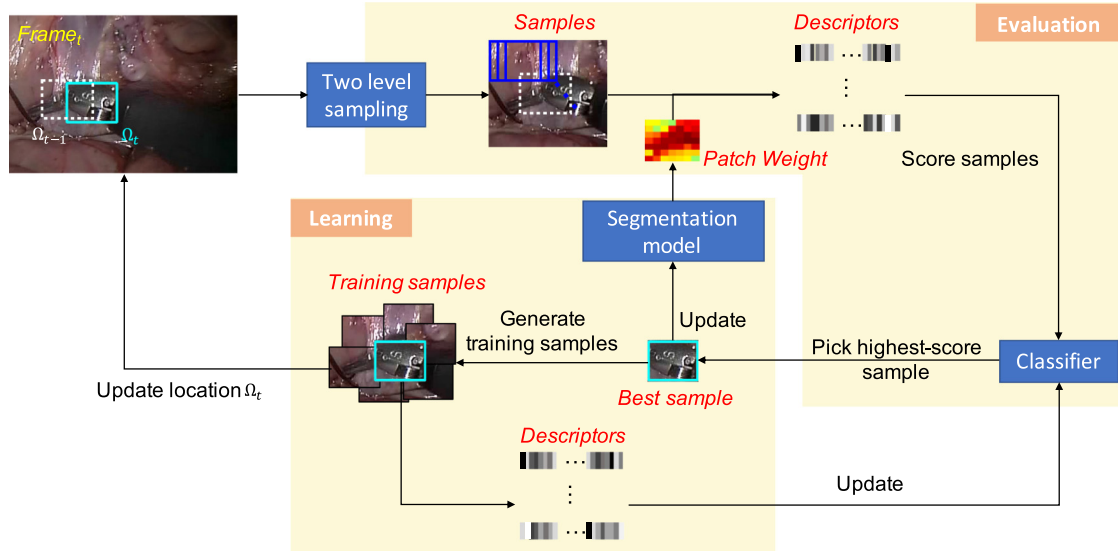 Frame_t
Samples
Descriptors
Evaluation
Two level
sampling
Ω_{t−1}
Ω_t
Patch Weight
Score samples
Learning
Segmentation
model
Training samples
Generate
training samples
Update
Pick highest-score
sample
Classifier
Update location Ω_t
Best sample
Descriptors
Update